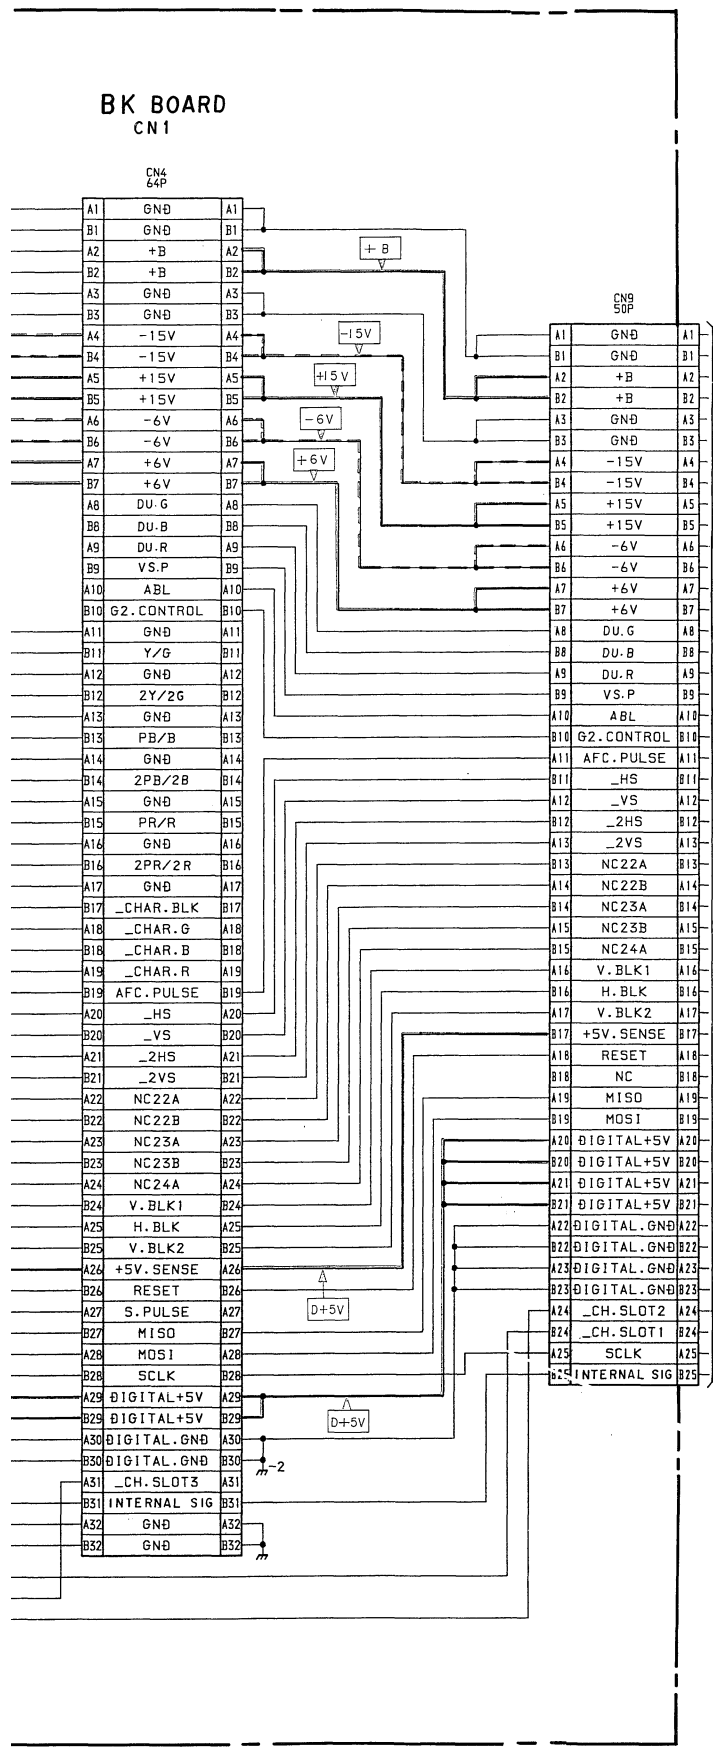 BK BOARD
CN1
CN4
64P
A1 GND A1
B1 GND B1
A2 +B A2
B2 +B B2
A3 GND A3
B3 GND B3
A4 -15V A4
B4 -15V B4
A5 +15V A5
B5 +15V B5
A6 -6V A6
B6 -6V B6
A7 +6V A7
B7 +6V B7
A8 DU.G A8
B8 DU.B B8
A9 DU.R A9
B9 VS.P B9
A10 ABL A10
B10 G2.CONTROL B10
A11 GND A11
B11 Y/G B11
A12 GND A12
B12 2Y/2G B12
A13 GND A13
B13 PB/B B13
A14 GND A14
B14 2PB/2B B14
A15 GND A15
B15 PR/R B15
A16 GND A16
B16 2PR/2R B16
A17 GND A17
B17 _CHAR.BLK B17
A18 _CHAR.G A18
B18 _CHAR.B B18
A19 _CHAR.R A19
B19 AFC.PULSE B19
A20 _HS A20
B20 _VS B20
A21 _2HS A21
B21 _2VS B21
A22 NC22A A22
B22 NC22B B22
A23 NC23A A23
B23 NC23B B23
A24 NC24A A24
B24 V.BLK1 B24
A25 H.BLK A25
B25 V.BLK2 B25
A26 +5V.SENSE A26
B26 RESET B26
A27 S.PULSE A27
B27 MISO B27
A28 MOSI A28
B28 SCLK B28
A29 DIGITAL+5V A29
B29 DIGITAL+5V B29
A30 DIGITAL.GND A30
B30 DIGITAL.GND B30
A31 _CH.SLOT3 A31
B31 INTERNAL SIG B31
A32 GND A32
B32 GND B32
+B
-15V
+15V
-6V
+6V
D+5V
D+5V
-2
CN9
50P
A1 GND A1
B1 GND B1
A2 +B A2
B2 +B B2
A3 GND A3
B3 GND B3
A4 -15V A4
B4 -15V B4
A5 +15V A5
B5 +15V B5
A6 -6V A6
B6 -6V B6
A7 +6V A7
B7 +6V B7
A8 DU.G A8
B8 DU.B B8
A9 DU.R A9
B9 VS.P B9
A10 ABL A10
B10 G2.CONTROL B10
A11 AFC.PULSE A11
B11 _HS B11
A12 _VS A12
B12 _2HS B12
A13 _2VS A13
B13 NC22A B13
A14 NC22B A14
B14 NC23A B14
A15 NC23B A15
B15 NC24A B15
A16 V.BLK1 A16
B16 H.BLK B16
A17 V.BLK2 A17
B17 +5V.SENSE B17
A18 RESET A18
B18 NC B18
A19 MISO A19
B19 MOSI B19
A20 DIGITAL+5V A20
B20 DIGITAL+5V B20
A21 DIGITAL+5V A21
B21 DIGITAL+5V B21
A22 DIGITAL.GND A22
B22 DIGITAL.GND B22
A23 DIGITAL.GND A23
B23 DIGITAL.GND B23
A24 _CH.SLOT2 A24
B24 _CH.SLOT1 B24
A25 SCLK A25
B25 INTERNAL SIG B25